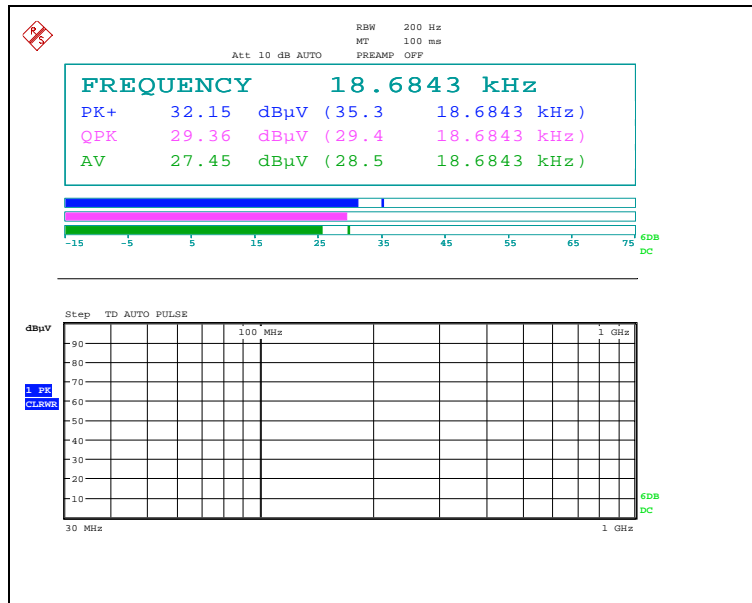 R S
RBW 200 Hz
MT 100 ms
Att 10 dB AUTO PREAMP OFF
FREQUENCY 18.6843 kHz
PK+ 32.15 dBµV (35.3 18.6843 kHz)
QPK 29.36 dBµV (29.4 18.6843 kHz)
AV 27.45 dBµV (28.5 18.6843 kHz)
-15 -5 5 15 25 35 45 55 65 75
6DB
DC
Step TD AUTO PULSE
dBµV
100 MHz 1 GHz
90
80
70
1 PK
CLRWR
60
50
40
30
20
10
6DB
DC
30 MHz 1 GHz